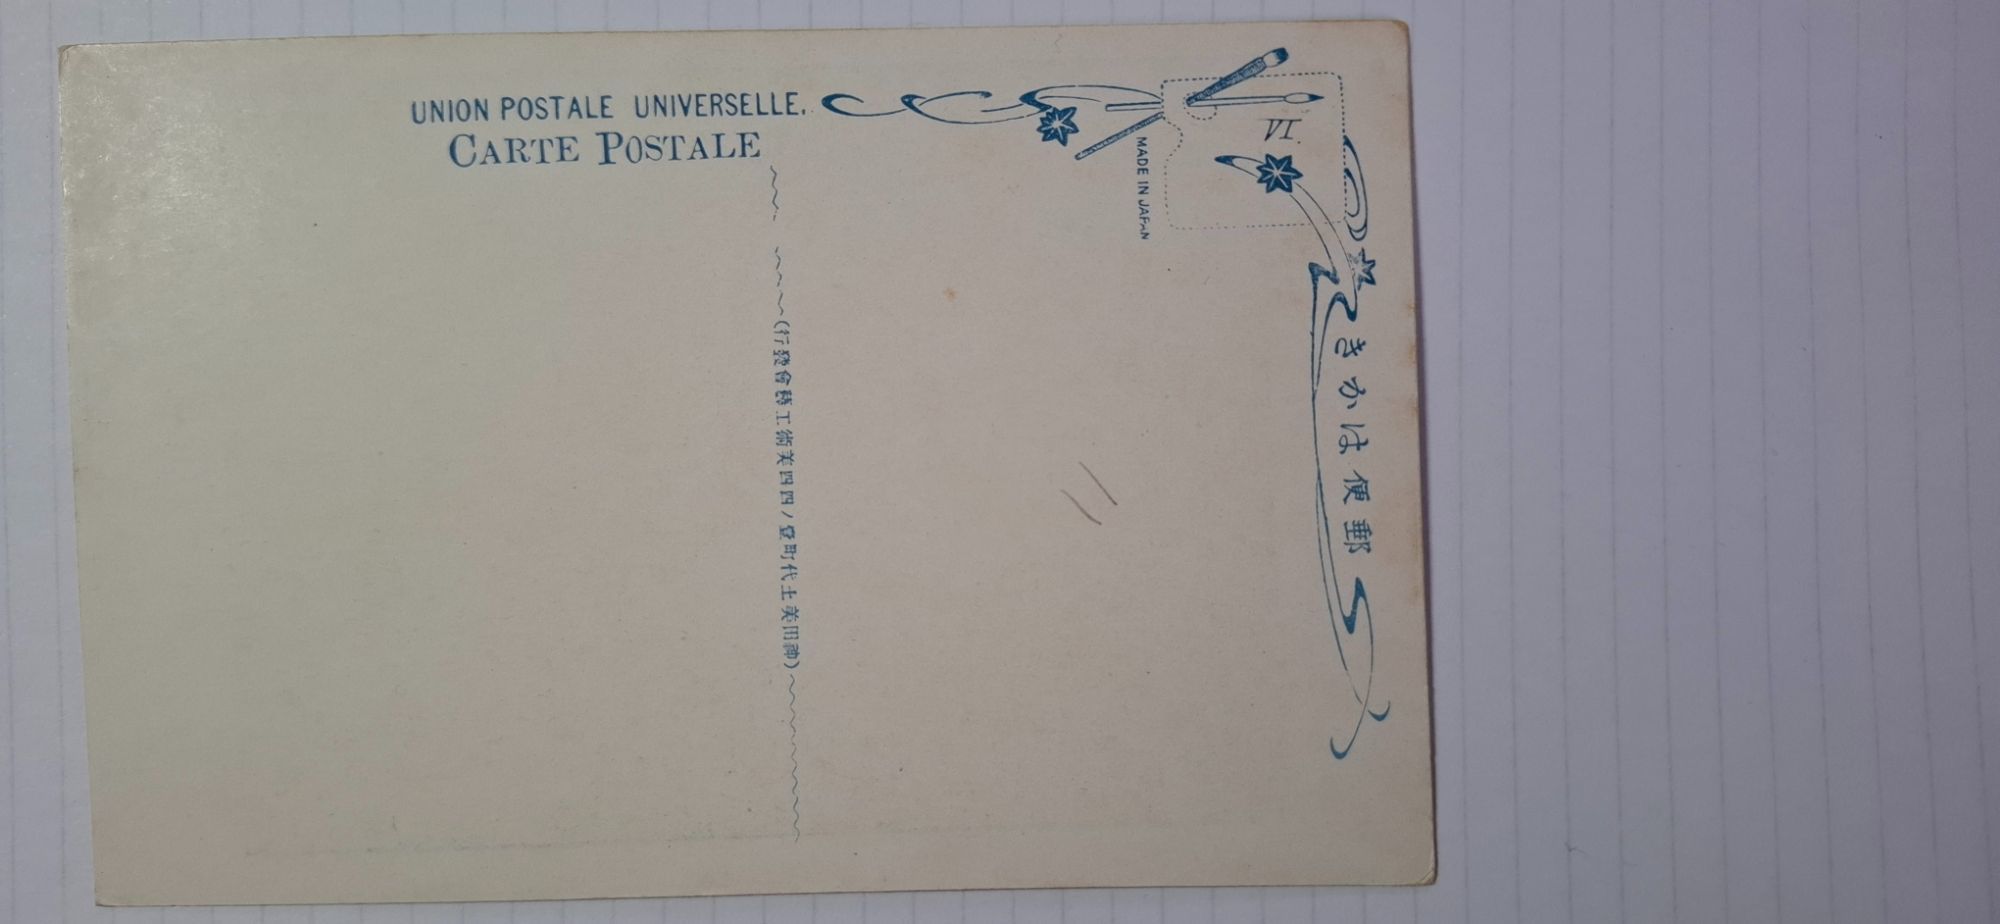 UNION POSTALE UNIVERSELLE.
CARTE POSTALE
MADE IN JAPAN
VI
郵便はかき
(神田美土代町壹ノ四四美術工藝會發行)